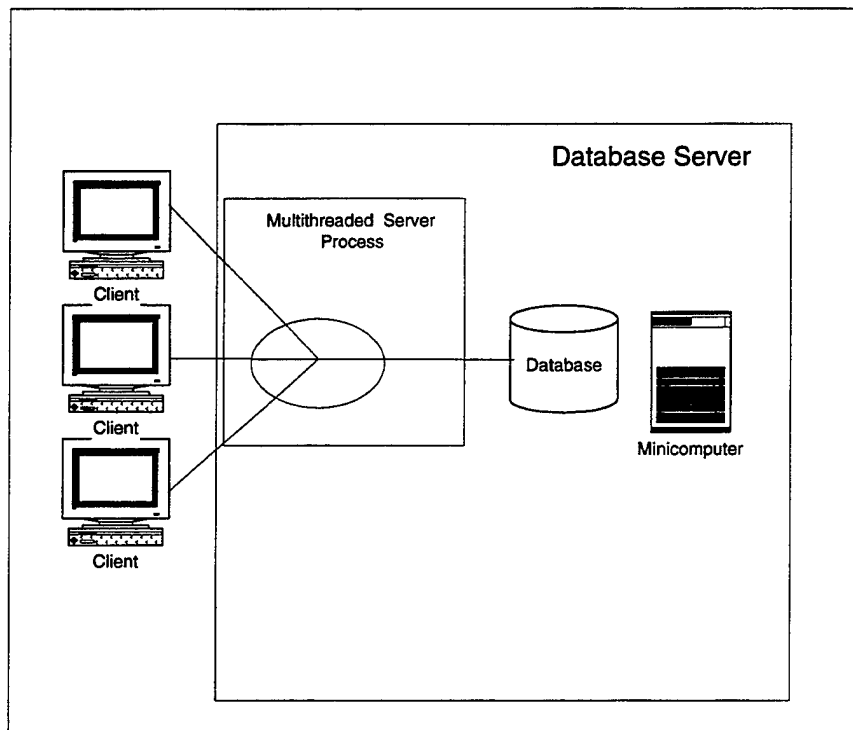 Database Server
Multithreaded Server
Process
Client
Client
Client
Database
Minicomputer